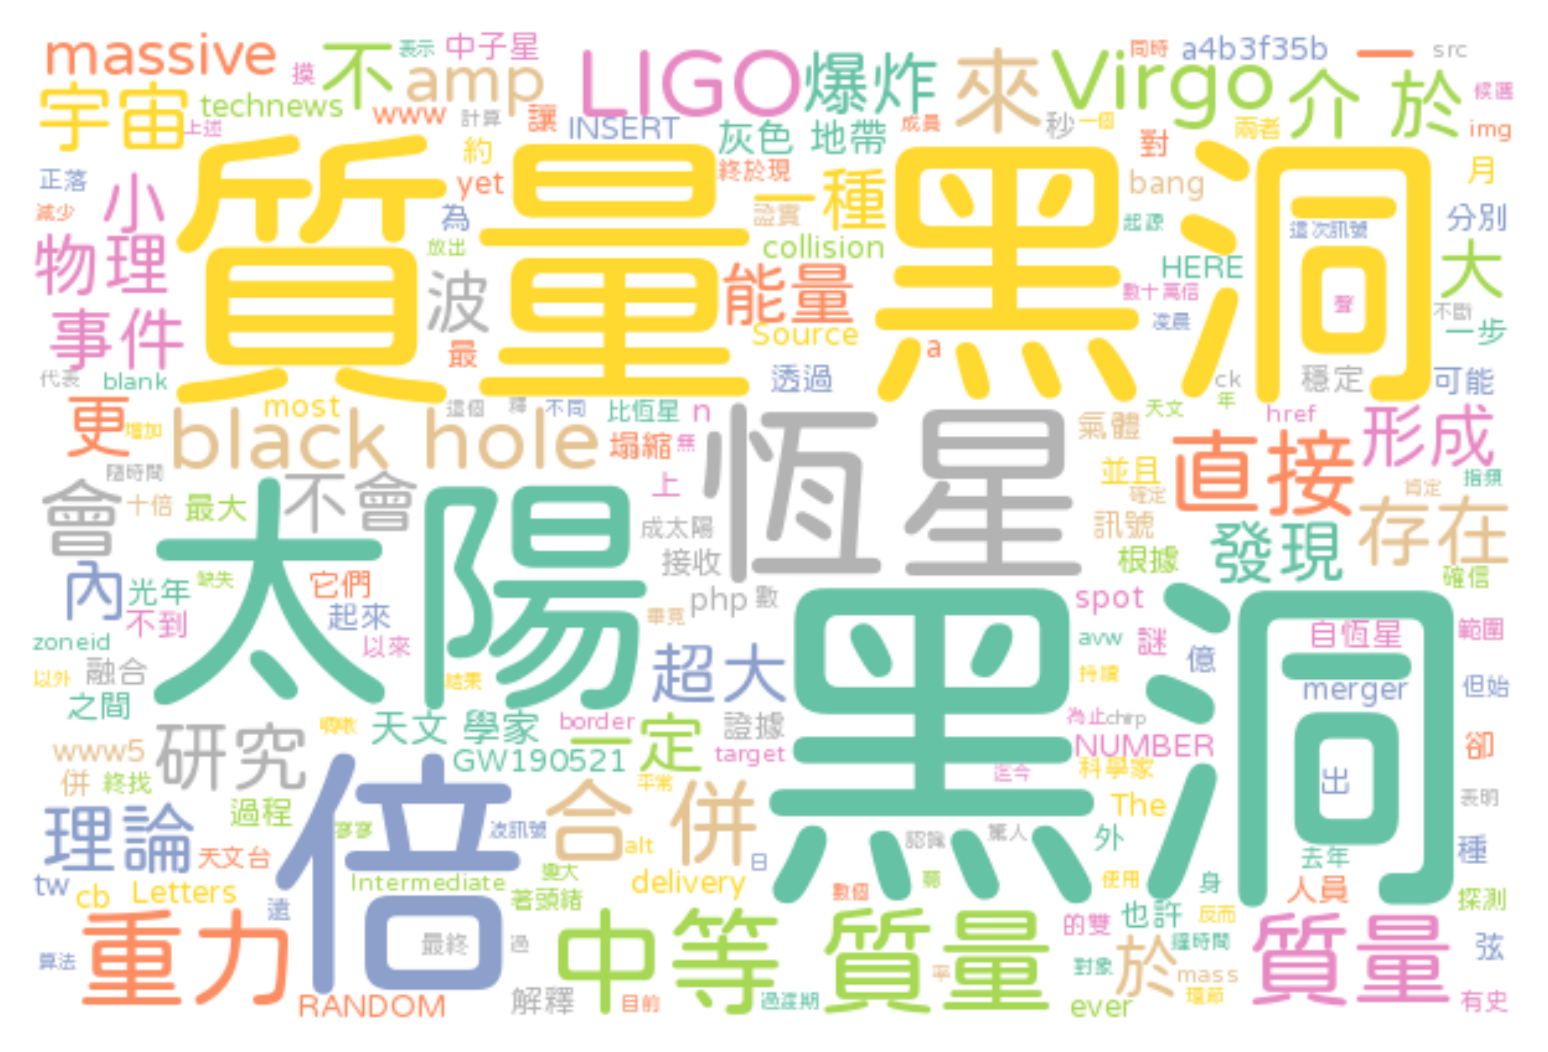 massive 摸 不 表示 中子星 LIGO 爆炸 來 Virgo 同時 a4b3f35b 一 src
宇宙 technews amp 介 於 候選
上述 www 計算 讓 INSERT 灰色 地帶 成員 秒 一個 對 兩者 img
正落 小 約 yet 終於現 bang 月
減少 質量 為 證實 一種 黑洞 起源 這次訊號 分別
物理 放出 波 collision 能量 HERE 大
數十萬倍 聲 不斷
事件 最 Source a 凌晨 一步
代表 blank 透過 ck 穩定 可能
更 增加 most 這個 釋 不同 比恆星 n 天文 年 href 形成
black hole 塌縮 無 恆星 氣體 直接
隨時間 並且 指頻
會 十倍 最大 不會 上 確定 肯定
太陽 成太陽 訊號 發現 存在
內 光年 缺失 它們 接收 根據 確信
不到 起來 php 數 黑洞 spot
zoneid 以來 畢竟 avw 謎 自恆星 範圍
以外 融合 結果 超大 持續 億 merger 但始
之間 天文 學家 border 證據 為止 chirp
www5 研究 GW190521 一定 target NUMBER 卻
併 終找 平常 迄今 科學家 出
理論 過程 倍 波訊號 合 併 認識 驚人 The 外 表明
天文台 alt 日 去年 種
tw cb Letters Intermediate 變大 delivery 數個 聽 使用 身 人員 探測
遠 著頭緒 的雙 也許 反而
重力 最終 過 中等 質量 於 質量 弦
算法 率 對象 mass
RANDOM 解釋 目前 過渡期 ever 環節 有史